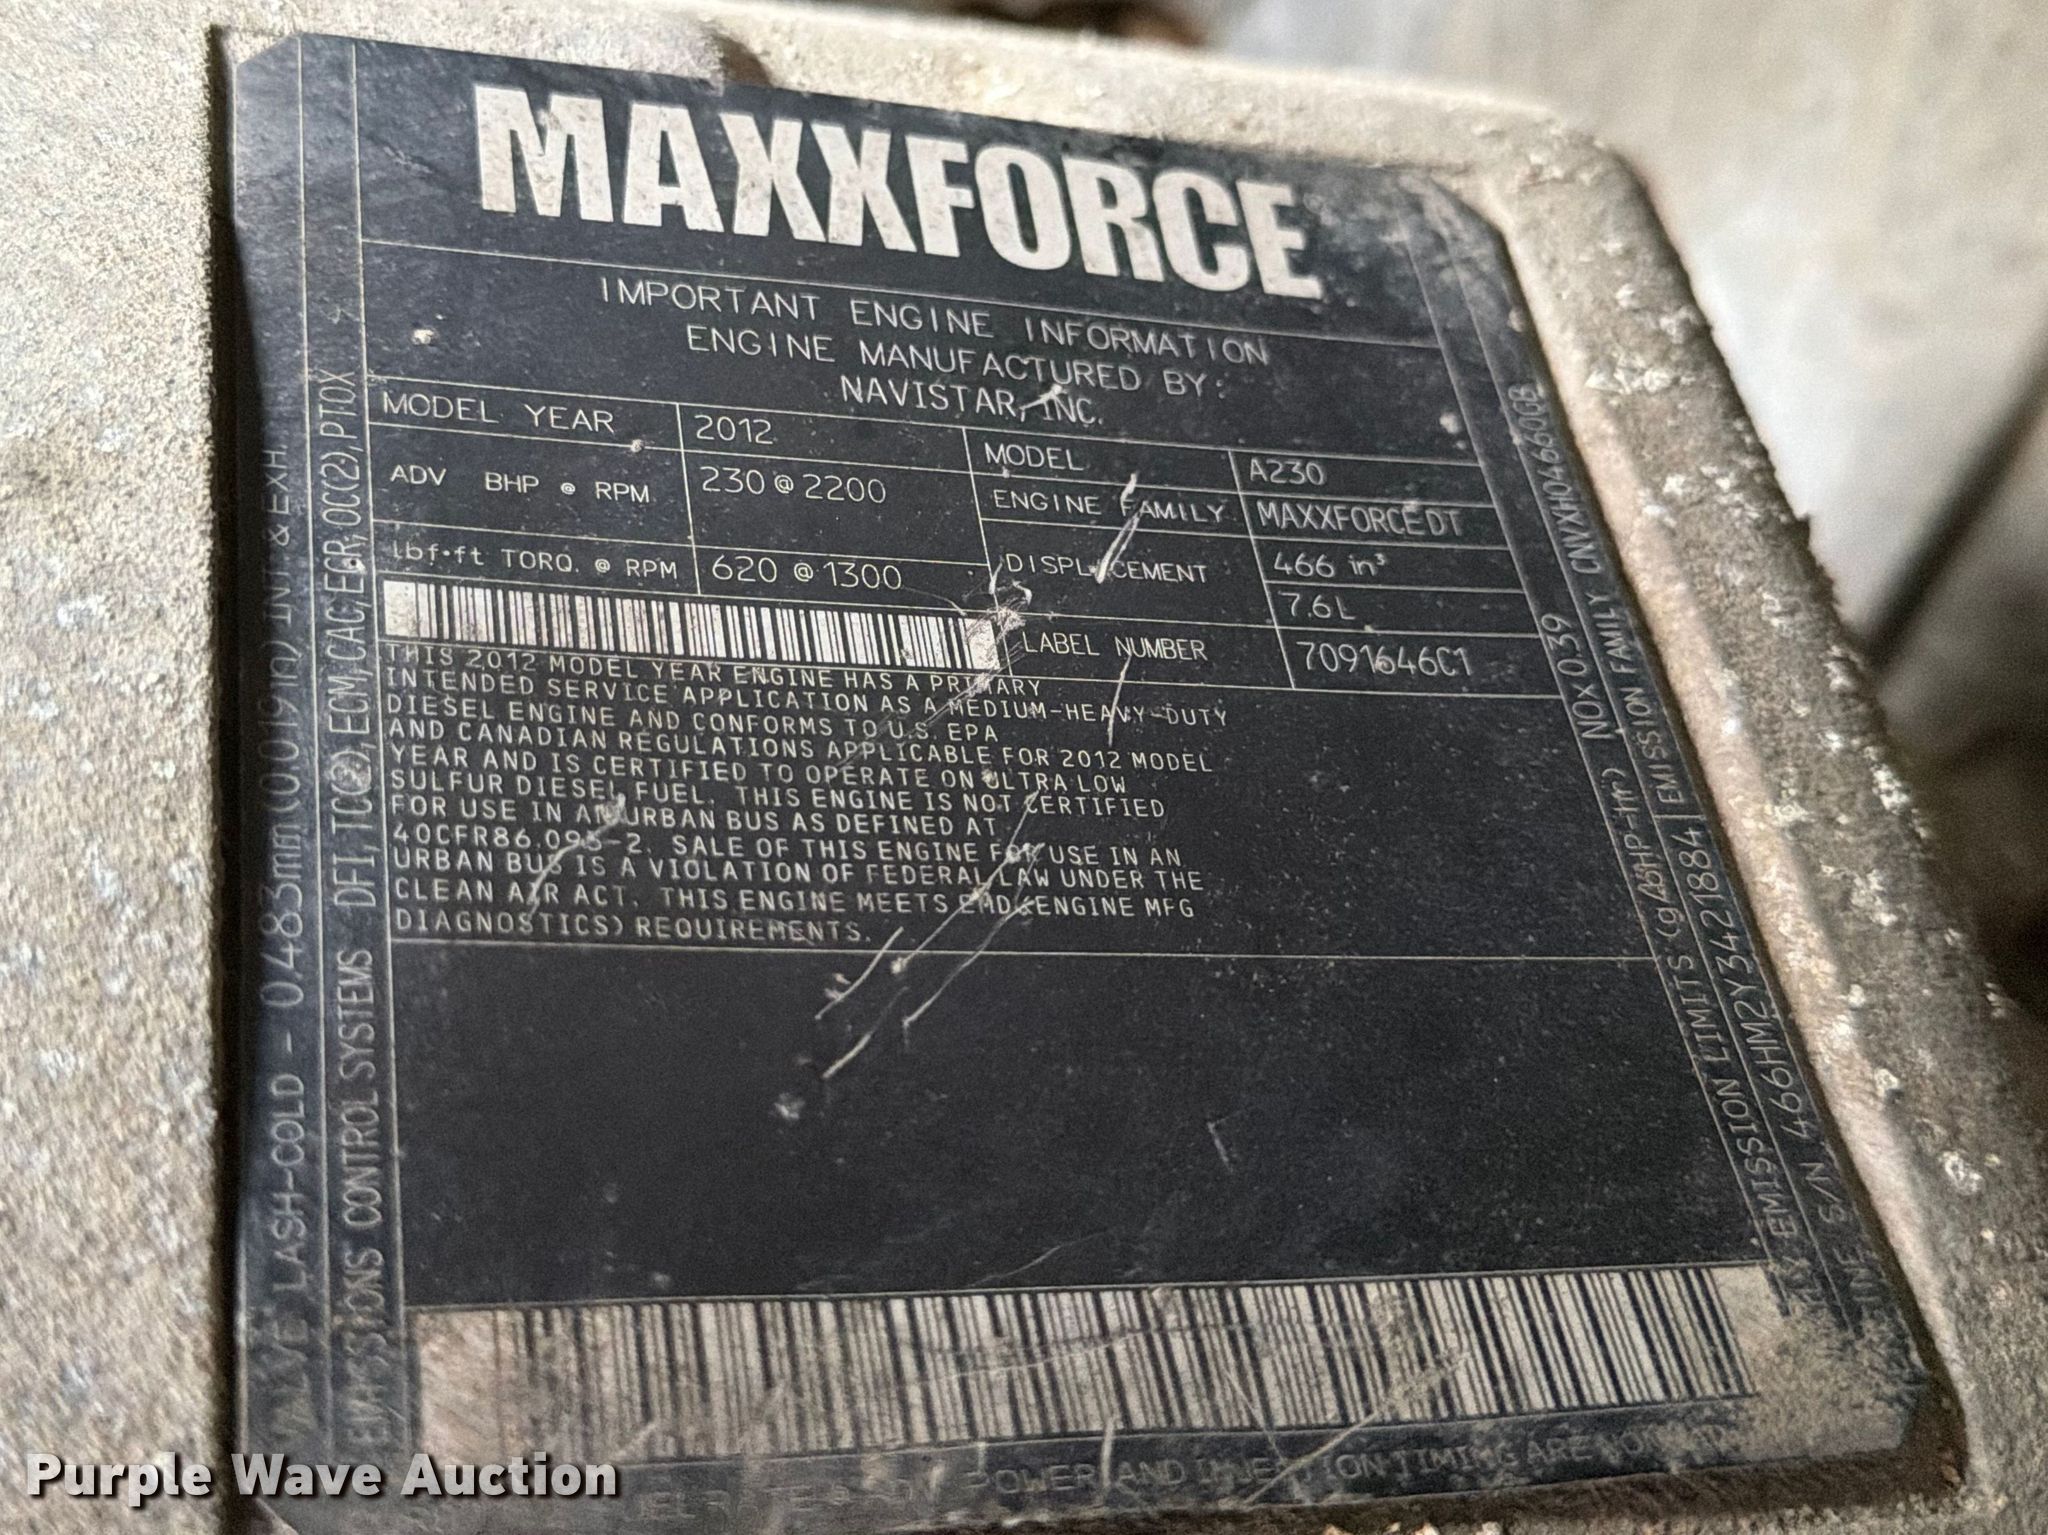 MAXXFORCE
IMPORTANT ENGINE INFORMATION
ENGINE MANUFACTURED BY:
NAVISTAR, INC.
MODEL YEAR 2012
ADV BHP @ RPM 230 @ 2200
lbf•ft TORQ. @ RPM 620 @ 1300
MODEL A230
ENGINE FAMILY MAXXFORCEDT
DISPLACEMENT 466 in³
7.6L
LABEL NUMBER 7091646C1
THIS 2012 MODEL YEAR ENGINE HAS A PRIMARY
INTENDED SERVICE APPLICATION AS A MEDIUM-HEAVY-DUTY
DIESEL ENGINE AND CONFORMS TO U.S. EPA
AND CANADIAN REGULATIONS APPLICABLE FOR 2012 MODEL
YEAR AND IS CERTIFIED TO OPERATE ON ULTRA LOW
SULFUR DIESEL FUEL. THIS ENGINE IS NOT CERTIFIED
FOR USE IN AN URBAN BUS AS DEFINED AT
40CFR86.093-2. SALE OF THIS ENGINE FOR USE IN AN
URBAN BUS IS A VIOLATION OF FEDERAL LAW UNDER THE
CLEAN AIR ACT. THIS ENGINE MEETS EMD(ENGINE MFG
DIAGNOSTICS) REQUIREMENTS.
VALVE LASH-COLD - 0.483mm(0.019in) INT & EXH.
EMISSIONS CONTROL SYSTEMS DFI, TC(2), ECM, CAC, EGR, OC(2), PTOX
EMISSION LIMITS (g/BHP-hr) NOx 0.39
S/N 466HM2Y3421884 EMISSION FAMILY CNVXH04660GB
POWER, AND INJECTION TIMING ARE
Purple Wave Auction